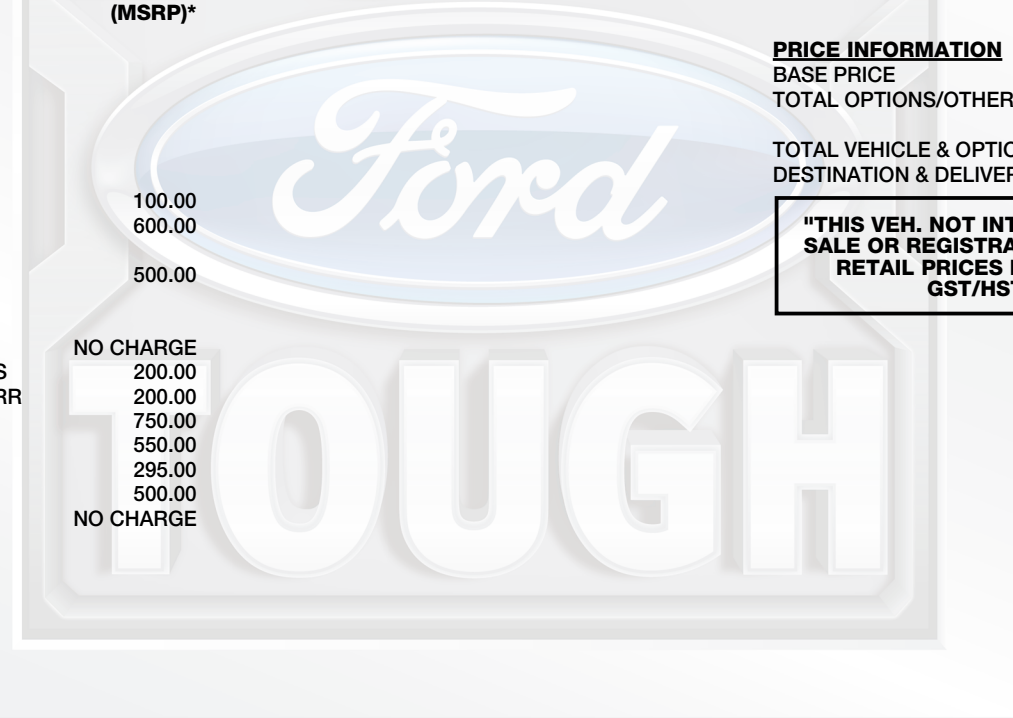 (MSRP)*
100.00
600.00
500.00
NO CHARGE
S 200.00
RR 200.00
750.00
550.00
295.00
500.00
NO CHARGE
PRICE INFORMATION
BASE PRICE
TOTAL OPTIONS/OTHER
TOTAL VEHICLE & OPTIO
DESTINATION & DELIVER
"THIS VEH. NOT INT
SALE OR REGISTRA
RETAIL PRICES
GST/HST
Ford
TOUGH